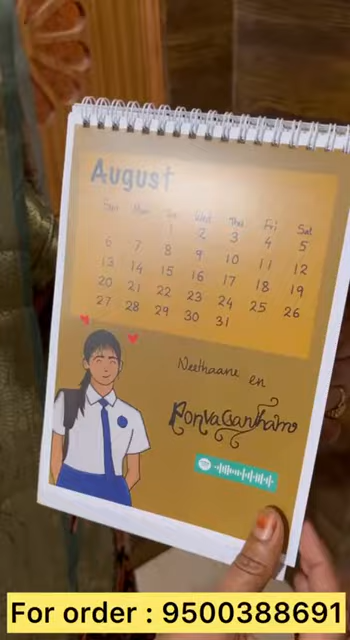 August
Sun Mon Tue Wed Thu Fri Sat
1 2 3 4 5
6 7 8 9 10 11 12
13 14 15 16 17 18 19
20 21 22 23 24 25 26
27 28 29 30 31
Neethaane en
Ponvasantham
For order : 9500388691